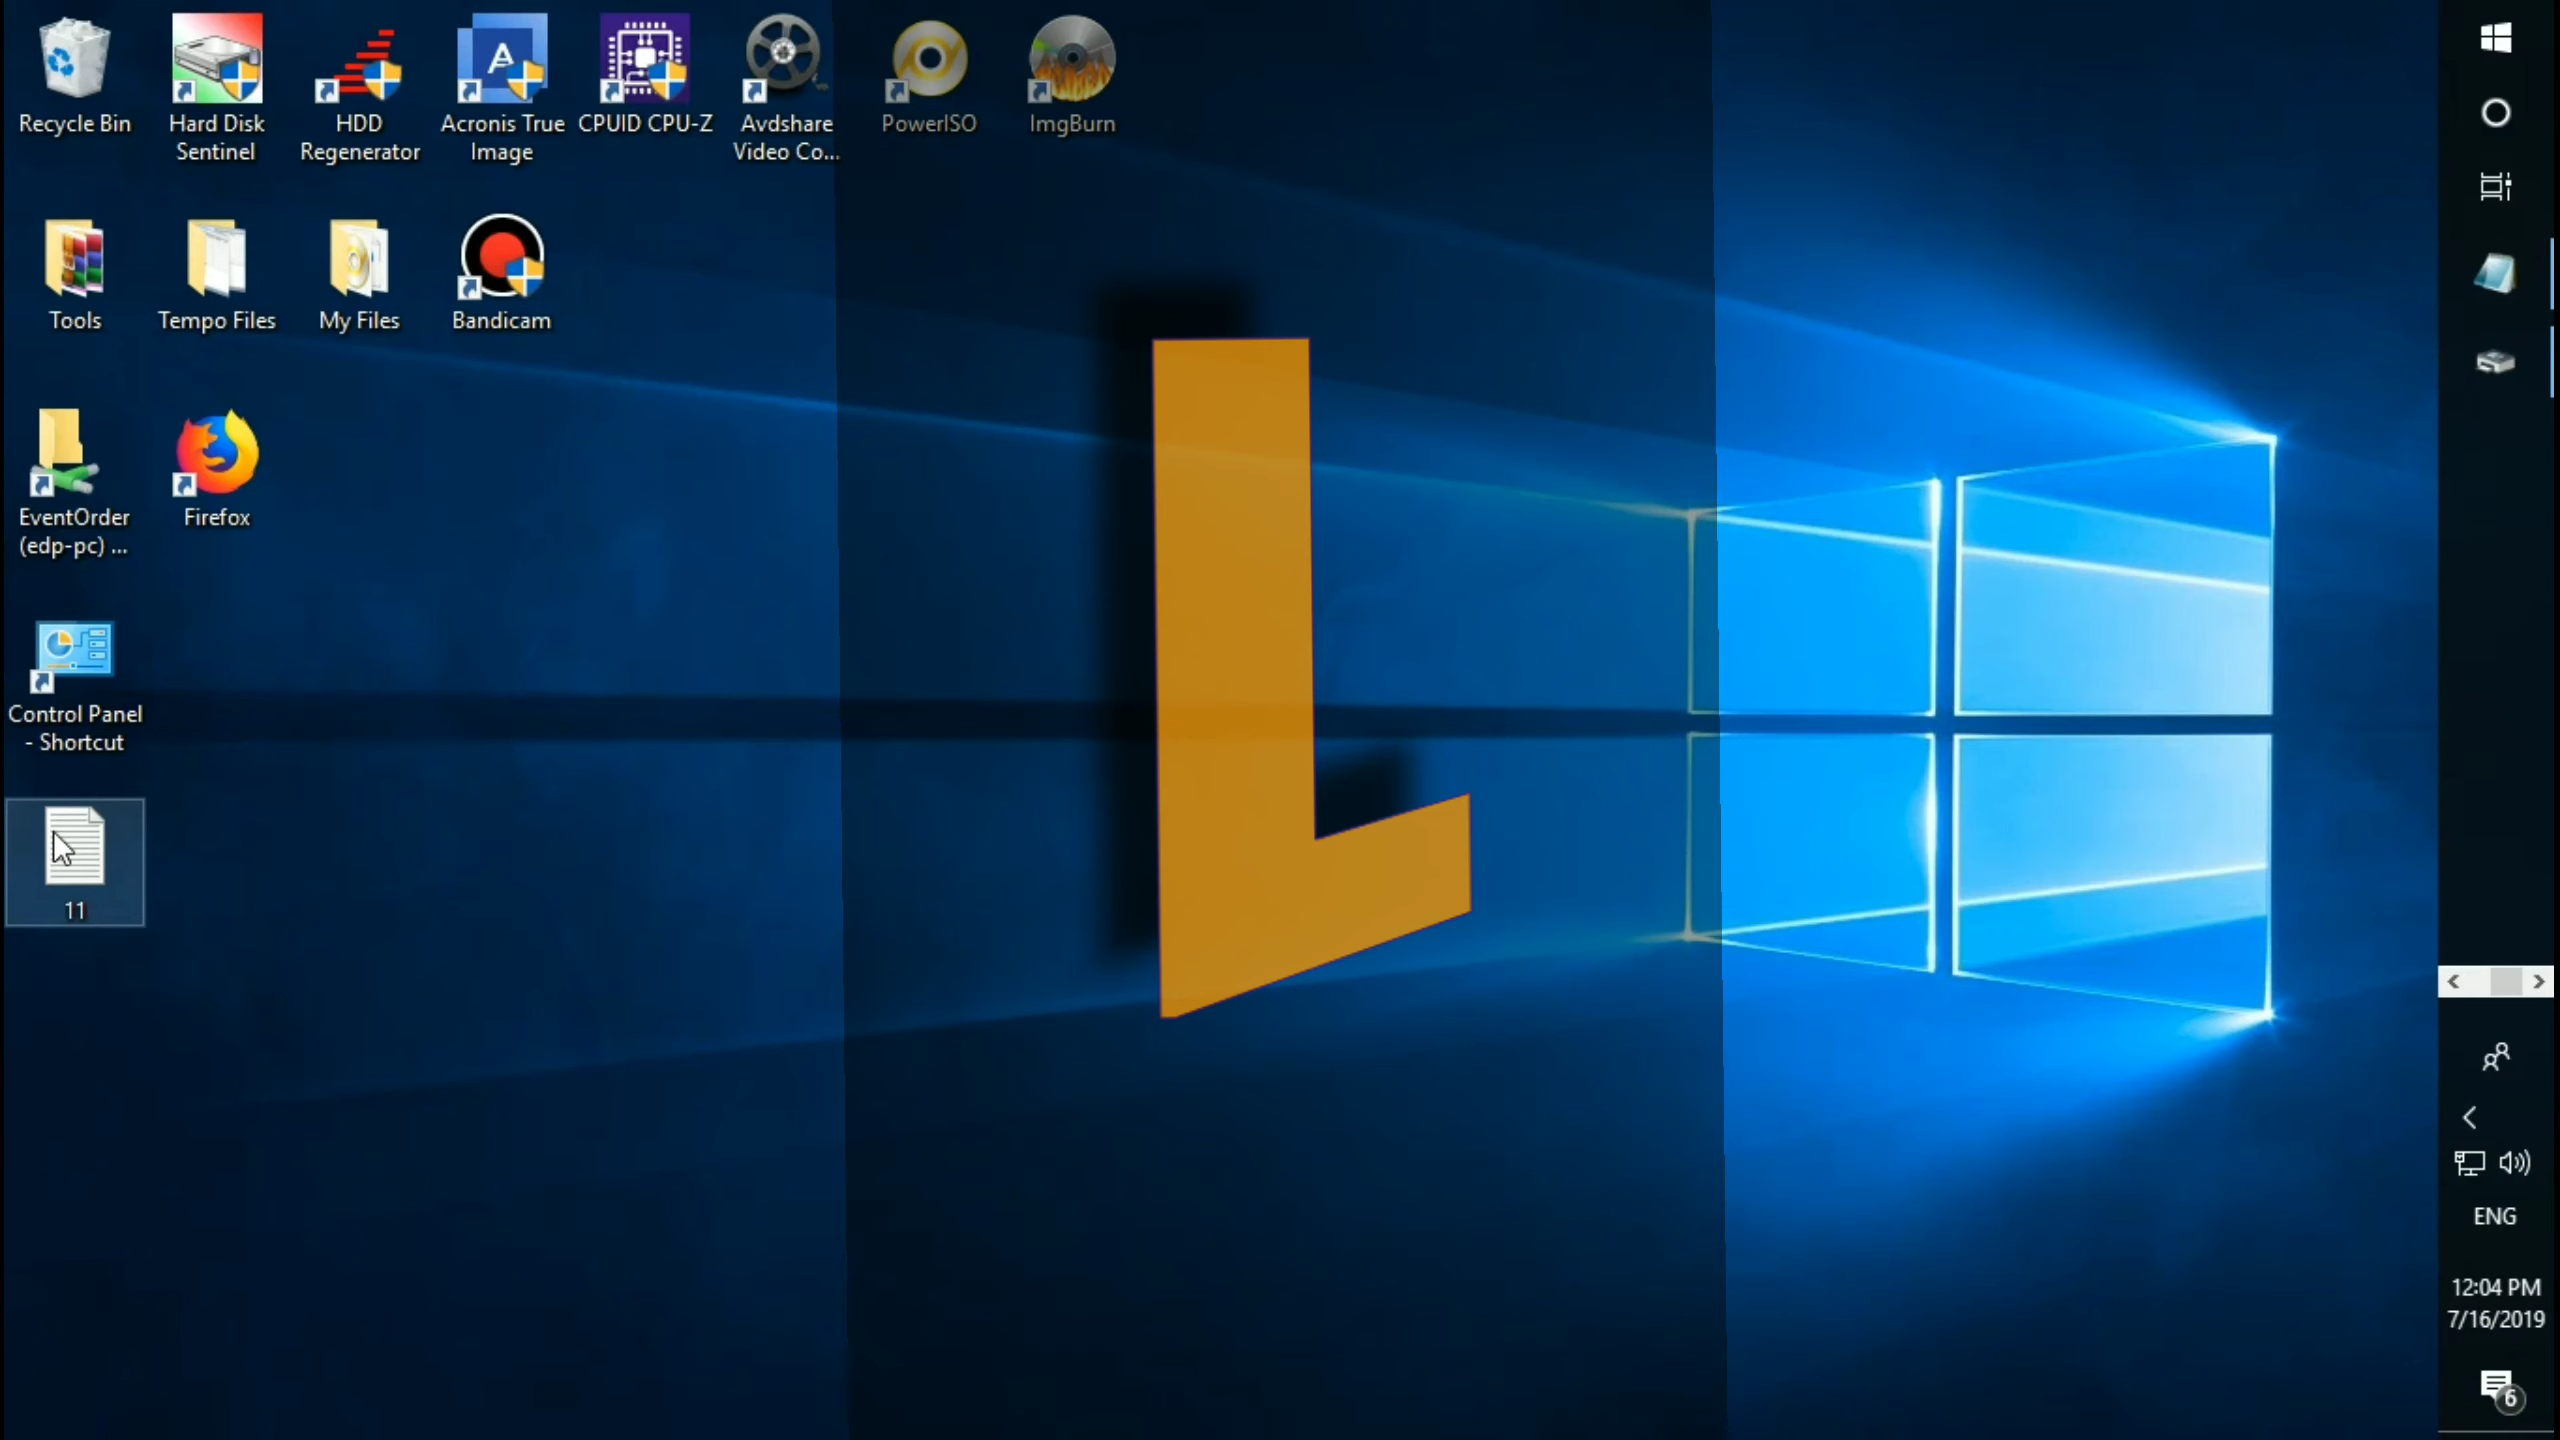 Recycle Bin
Hard Disk
Sentinel
HDD
Regenerator
Acronis True
Image
CPUID CPU-Z
Avdshare
Video Co...
PowerISO
ImgBurn
Tools
Tempo Files
My Files
Bandicam
EventOrder
(edp-pc) ...
Firefox
Control Panel
- Shortcut
11
L
ENG
12:04 PM
7/16/2019
6